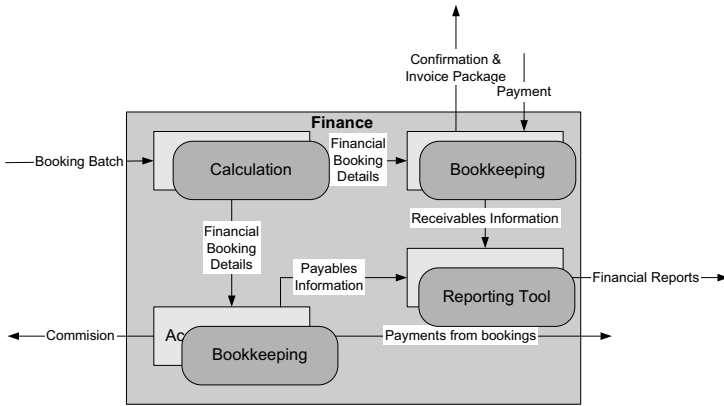 Confirmation &
Invoice Package
Payment
Finance
Booking Batch
Calculation
Financial
Booking
Details
Bookkeeping
Receivables Information
Financial
Booking
Details
Payables
Information
Reporting Tool
Financial Reports
Commision
Ac
Bookkeeping
Payments from bookings